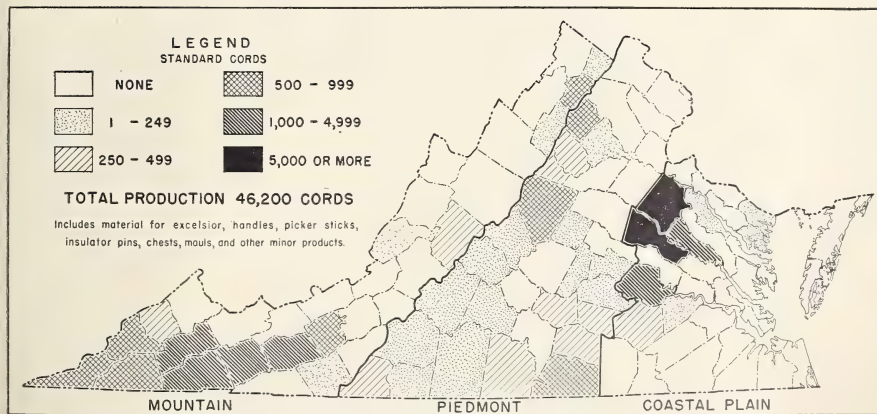 LEGEND
STANDARD CORDS
NONE
500 - 999
1 - 249
1,000 - 4,999
250 - 499
5,000 OR MORE
TOTAL PRODUCTION 46,200 CORDS
Includes material for excelsior, handles, picker sticks,
insulator pins, chests, mauls, and other minor products.
MOUNTAIN
PIEDMONT
COASTAL PLAIN